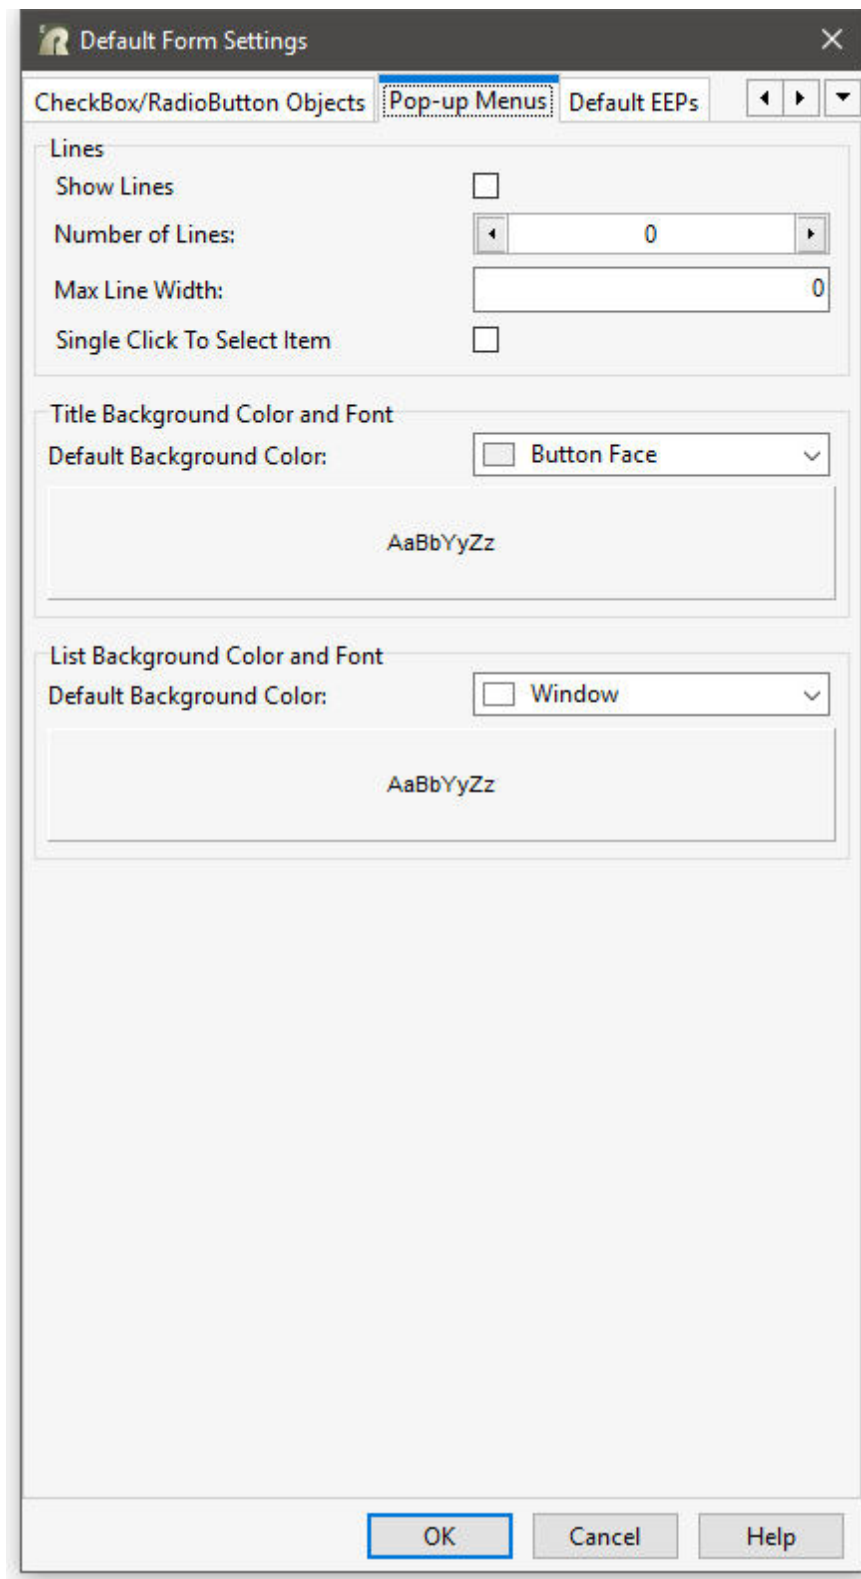 Default Form Settings
CheckBox/RadioButton Objects Pop-up Menus Default EEPs
Lines
Show Lines
Number of Lines: 0
Max Line Width: 0
Single Click To Select Item
Title Background Color and Font
Default Background Color: Button Face
AaBbYyZz
List Background Color and Font
Default Background Color: Window
AaBbYyZz
OK Cancel Help